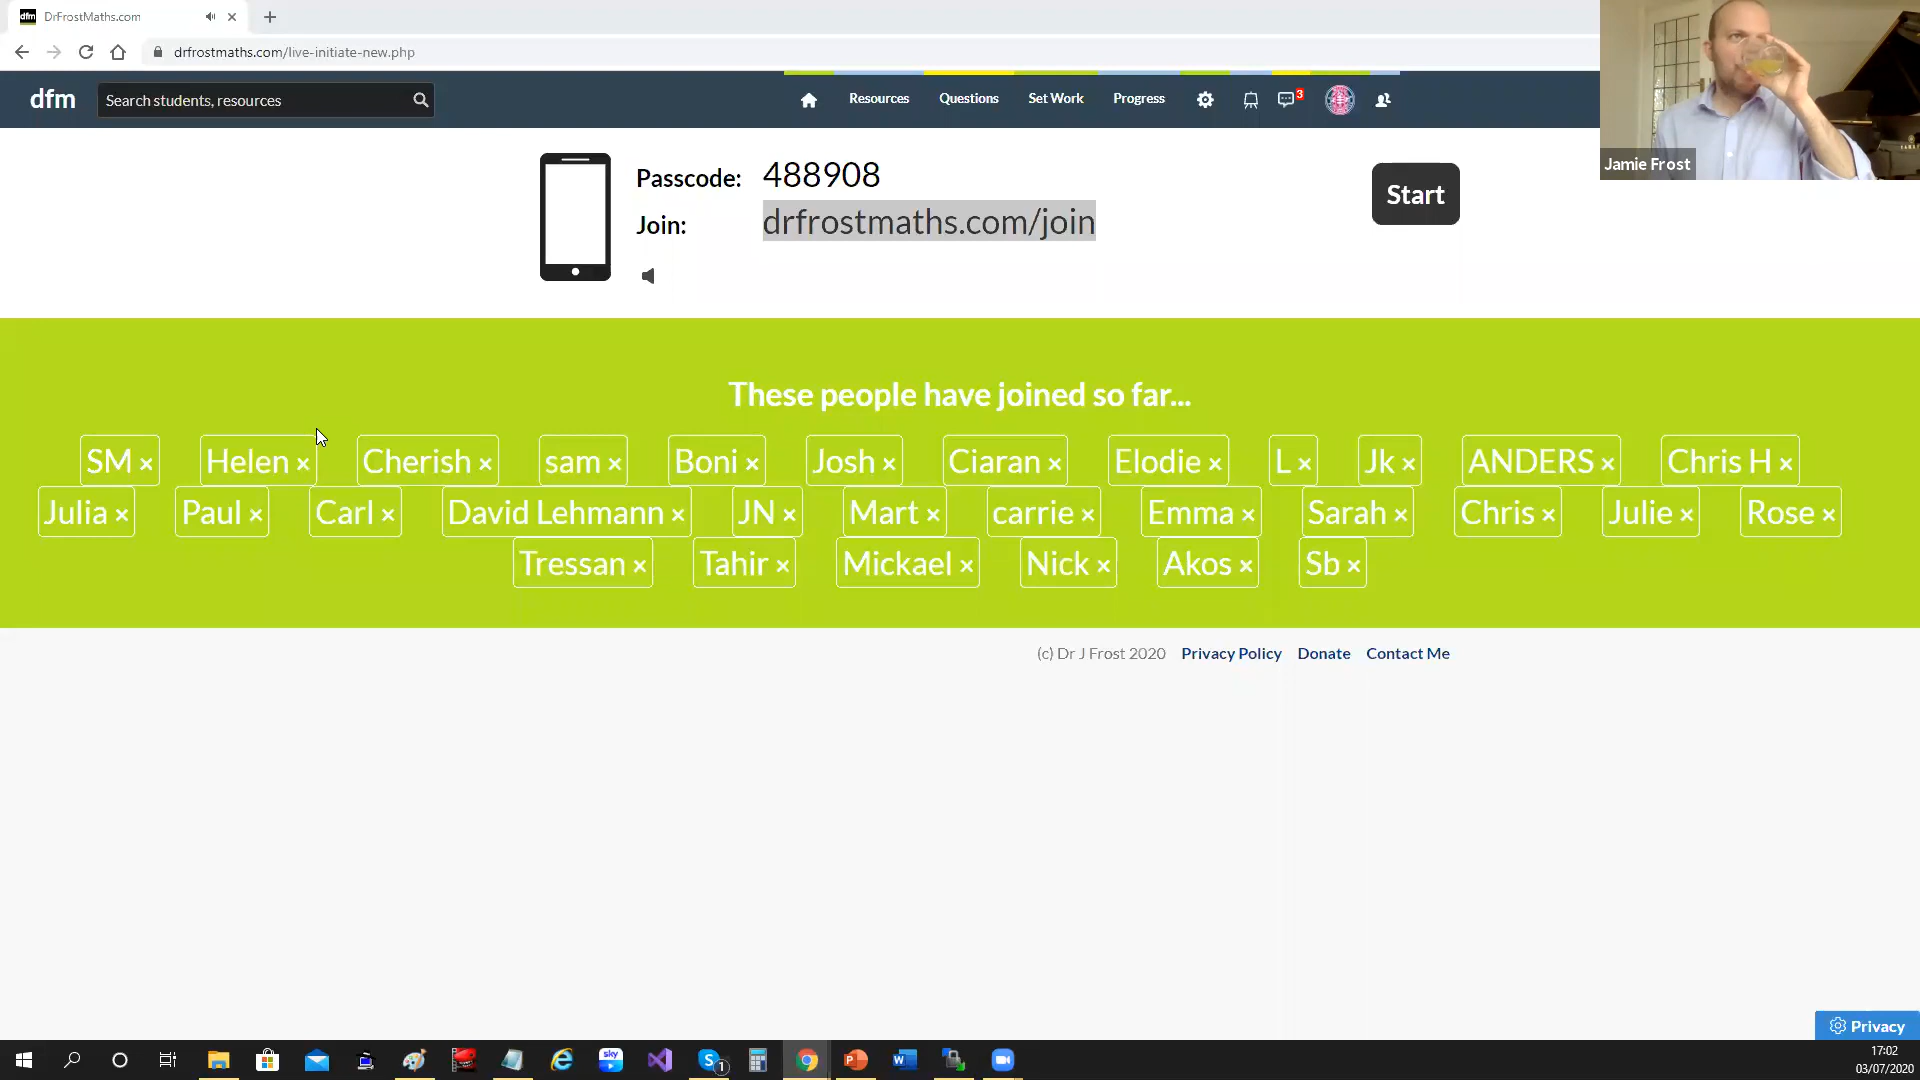 DrFrostMaths.com
drfrostmaths.com/live-initiate-new.php
dfm Search students, resources Resources Questions Set Work Progress 3
Jamie Frost
Passcode: 488908
Join: drfrostmaths.com/join
Start
These people have joined so far...
SM × Helen × Cherish × sam × Boni × Josh × Ciaran × Elodie × L × Jk × ANDERS × Chris H ×
Julia × Paul × Carl × David Lehmann × JN × Mart × carrie × Emma × Sarah × Chris × Julie × Rose ×
Tressan × Tahir × Mickael × Nick × Akos × Sb ×
(c) Dr J Frost 2020 Privacy Policy Donate Contact Me
Privacy
sky
1
17:02
03/07/2020